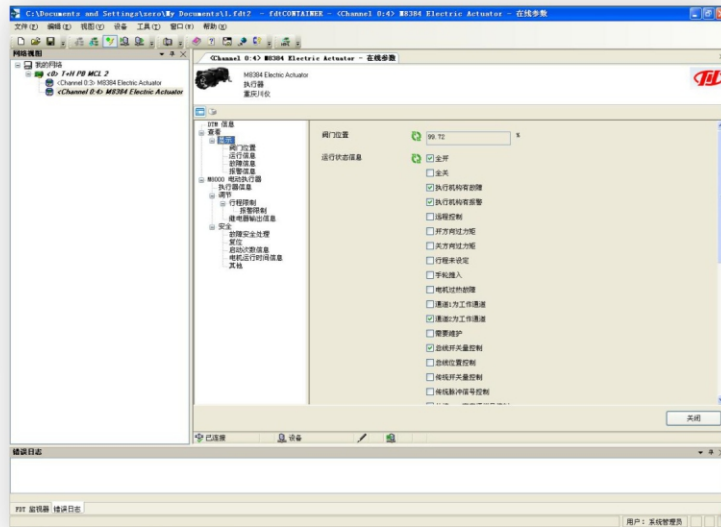 C:\Documents and Settings\zero\My Documents\1.fdt2 - fdtCONTAINER - <Channel 0:4> M8384 Electric Actuator - 在线参数
文件(F) 编辑(E) 视图(V) 设备 工具(T) 窗口(W) 帮助(H)
网络视图
我的网络
<0> T+H PB MCL 2
<Channel 0:3> M8384 Electric Actuator
<Channel 0:4> M8384 Electric Actuator
<Channel 0:4> M8384 Electric Actuator - 在线参数
M8384 Electric Actuator
执行器
重庆川仪
DTM 信息
查看
显示
阀门位置
运行信息
故障信息
报警信息
M8000 电动执行器
执行器信息
调节
行程限制
报警限制
继电器输出信息
安全
故障安全处理
复位
启动次数信息
电机运行时间信息
其他
阀门位置
99.72
%
运行状态信息
全开
全关
执行机构有故障
执行机构有报警
远程控制
开方向过力矩
关方向过力矩
行程未设定
手轮推入
电机过热故障
通道1为工作通道
通道2为工作通道
需要维护
总线开关量控制
总线位置控制
传统开关量控制
传统脉冲信号控制
关闭
已连接
设备
错误日志
FDT 监视器 错误日志
用户: 系统管理员